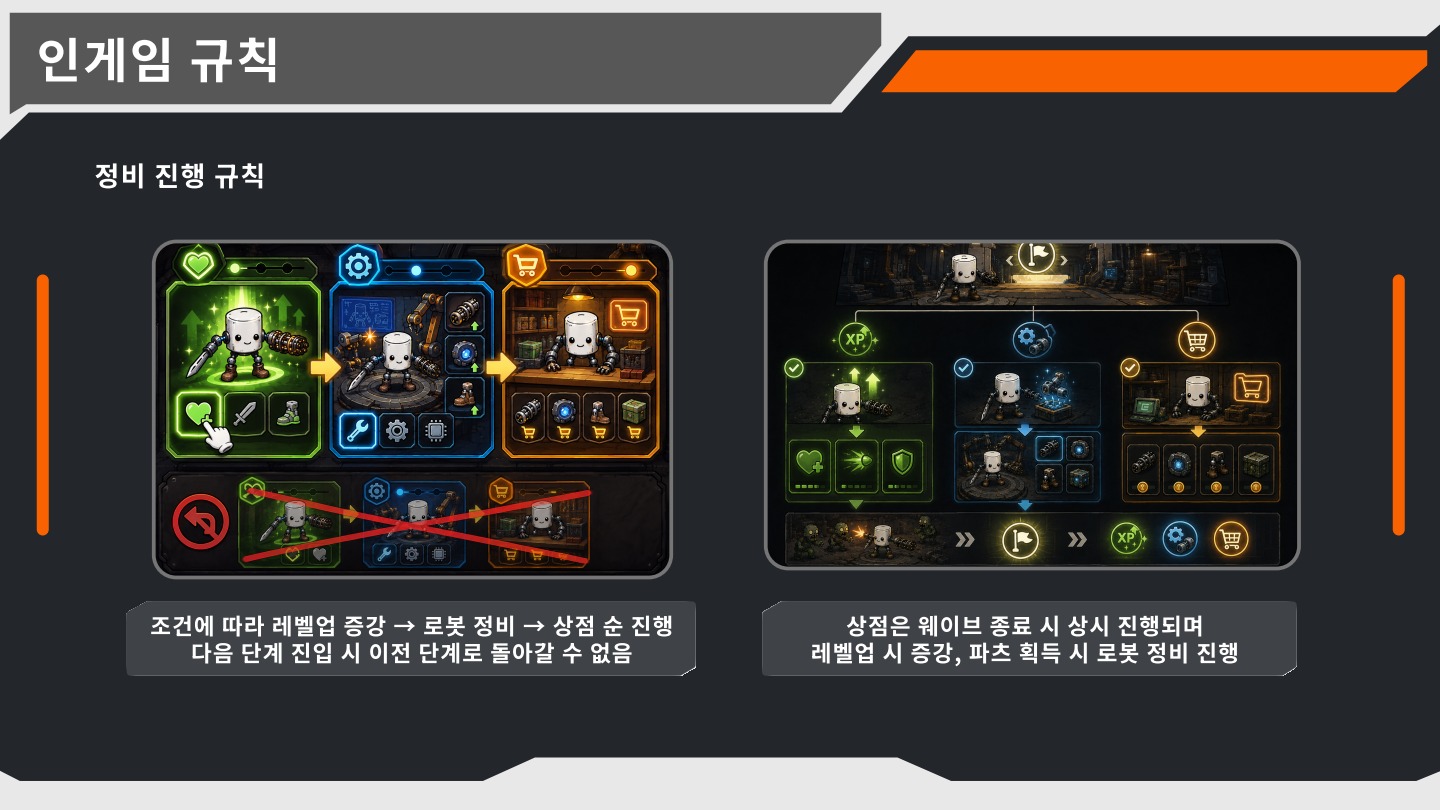 인게임 규칙
정비 진행 규칙
XP
XP
조건에 따라 레벨업 증강 → 로봇 정비 → 상점 순 진행
다음 단계 진입 시 이전 단계로 돌아갈 수 없음
상점은 웨이브 종료 시 상시 진행되며
레벨업 시 증강, 파츠 획득 시 로봇 정비 진행